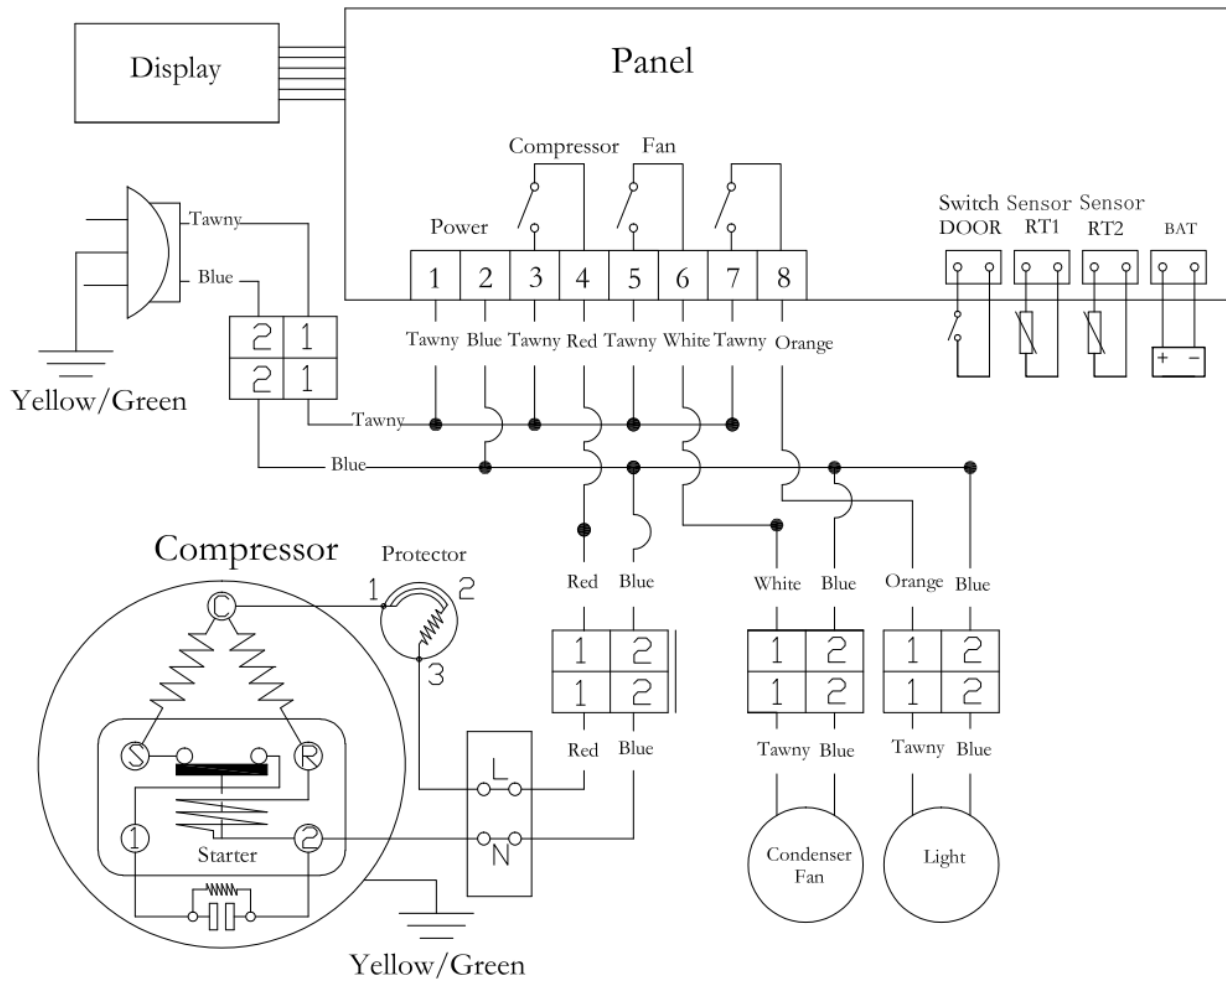 Display
Panel
Compressor Fan
Power
Switch DOOR
Sensor RT1
Sensor RT2
BAT
Tawny
Blue
1 2 3 4 5 6 7 8
Tawny Blue Tawny Red Tawny White Tawny Orange
2 1
2 1
+ -
Yellow/Green
Tawny
Blue
Compressor
Protector
1 2
3
C
S R
1 2
Starter
Red Blue White Blue Orange Blue
1 2 1 2 1 2
1 2 1 2 1 2
Red Blue Tawny Blue Tawny Blue
L
N
Condenser
Fan
Light
Yellow/Green